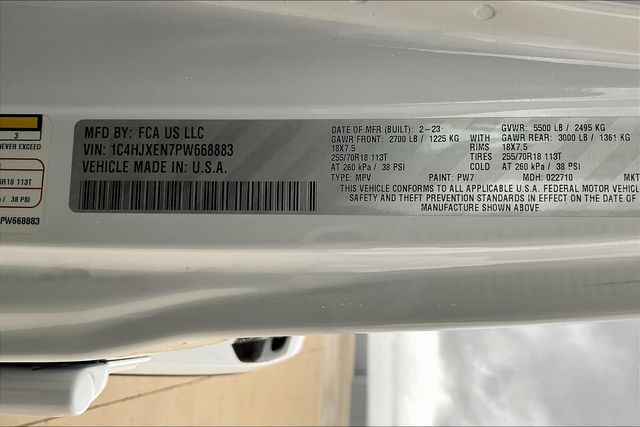 3
NEVER EXCEED
R18 113T
/ 38 PSI
PW668883
MFD BY: FCA US LLC
VIN: 1C4HJXEN7PW668883
VEHICLE MADE IN: U.S.A.
DATE OF MFR (BUILT): 2-23 GVWR: 5500 LB / 2495 KG
GAWR FRONT: 2700 LB / 1225 KG WITH GAWR REAR: 3000 LB / 1361 KG
18X7.5 RIMS 18X7.5
255/70R18 113T TIRES 255/70R18 113T
AT 260 kPa / 38 PSI COLD AT 260 kPa / 38 PSI
TYPE: MPV PAINT: PW7 MDH: 022710 MKT
THIS VEHICLE CONFORMS TO ALL APPLICABLE U.S.A. FEDERAL MOTOR VEHICL
SAFETY AND THEFT PREVENTION STANDARDS IN EFFECT ON THE DATE OF
MANUFACTURE SHOWN ABOVE.